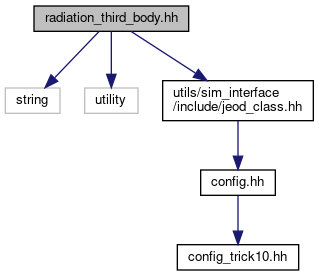 radiation_third_body.hh
string
utility
utils/sim_interface
/include/jeod_class.hh
config.hh
config_trick10.hh